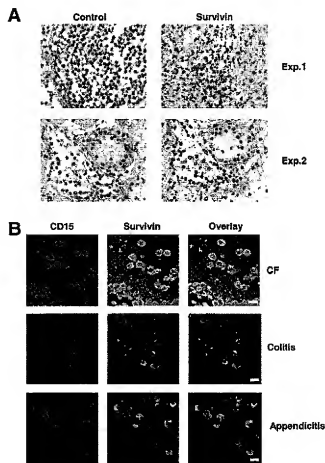 A
Control Survivin
Exp.1
Exp.2
B
CD15 Survivin Overlay
CF
Colitis
Appendicitis